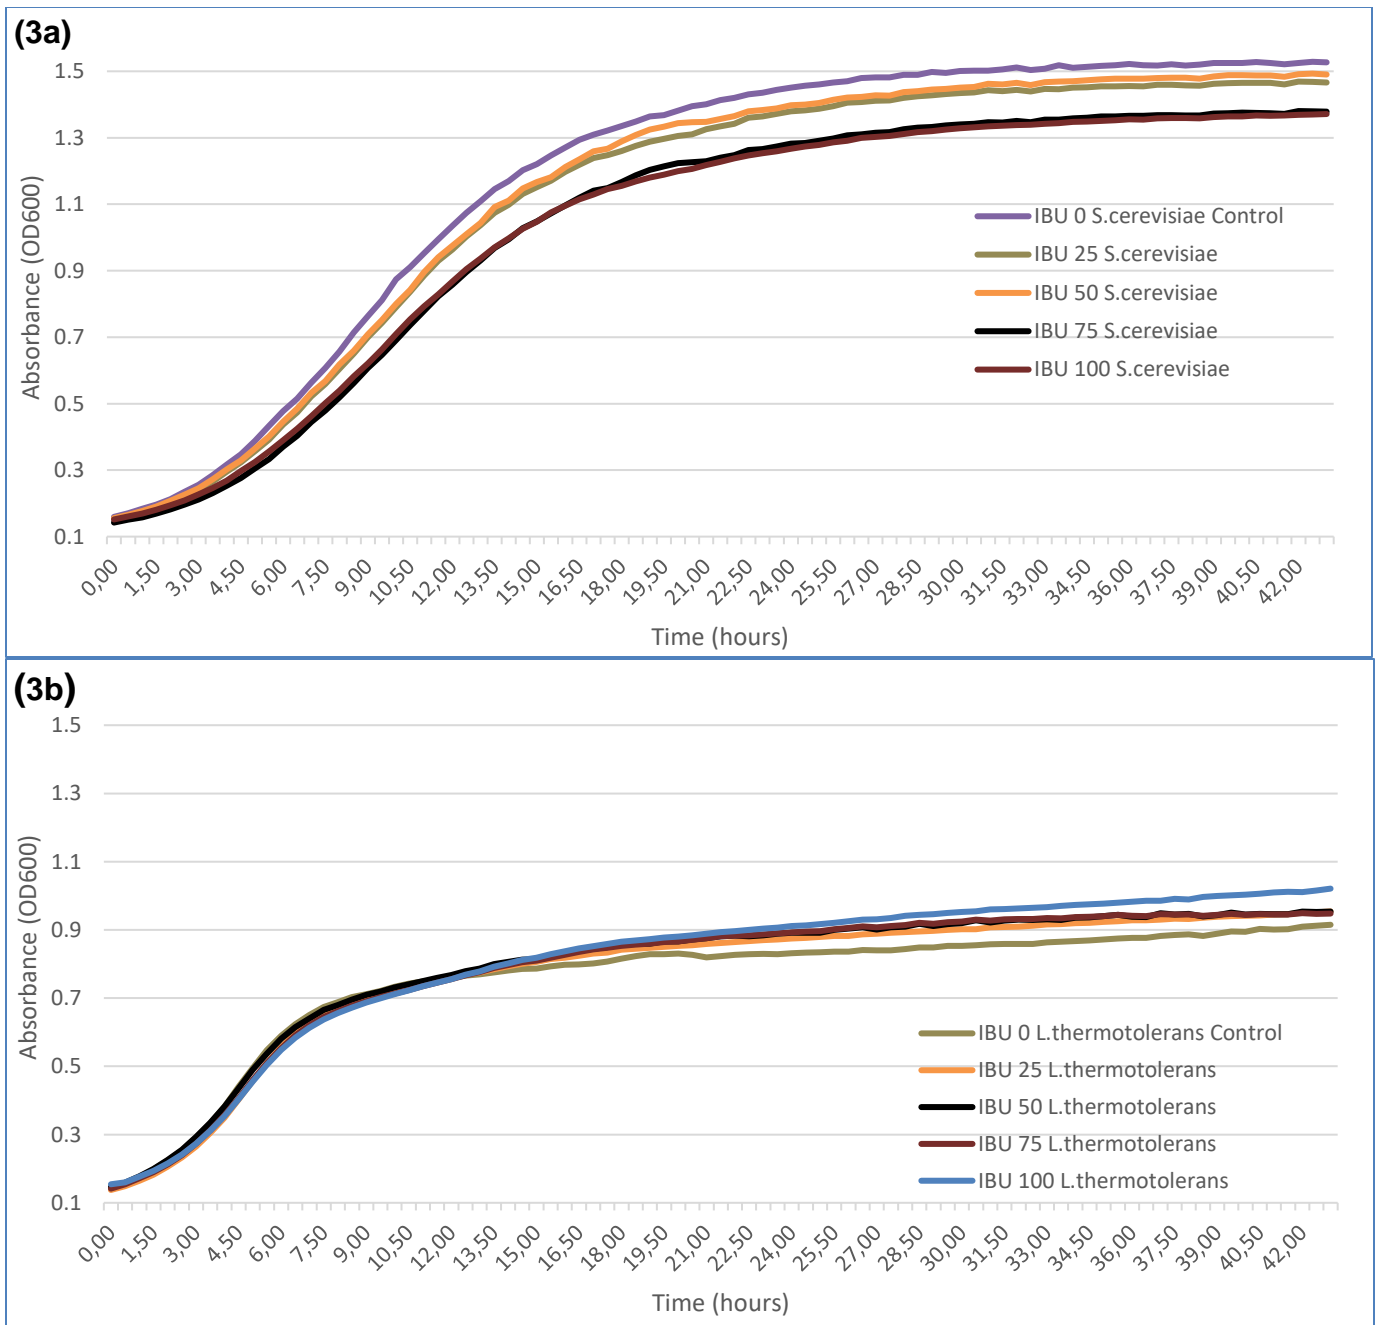 (3a)
1.5
1.3
1.1
0.9
0.7
0.5
0.3
0.1
Absorbance (OD600)
IBU 0 S.cerevisiae Control
IBU 25 S.cerevisiae
IBU 50 S.cerevisiae
IBU 75 S.cerevisiae
IBU 100 S.cerevisiae
0,00 1,50 3,00 4,50 6,00 7,50 9,00 10,50 12,00 13,50 15,00 16,50 18,00 19,50 21,00 22,50 24,00 25,50 27,00 28,50 30,00 31,50 33,00 34,50 36,00 37,50 39,00 40,50 42,00
Time (hours)
(3b)
1.5
1.3
1.1
0.9
0.7
0.5
0.3
0.1
Absorbance (OD600)
IBU 0 L.thermotolerans Control
IBU 25 L.thermotolerans
IBU 50 L.thermotolerans
IBU 75 L.thermotolerans
IBU 100 L.thermotolerans
0,00 1,50 3,00 4,50 6,00 7,50 9,00 10,50 12,00 13,50 15,00 16,50 18,00 19,50 21,00 22,50 24,00 25,50 27,00 28,50 30,00 31,50 33,00 34,50 36,00 37,50 39,00 40,50 42,00
Time (hours)